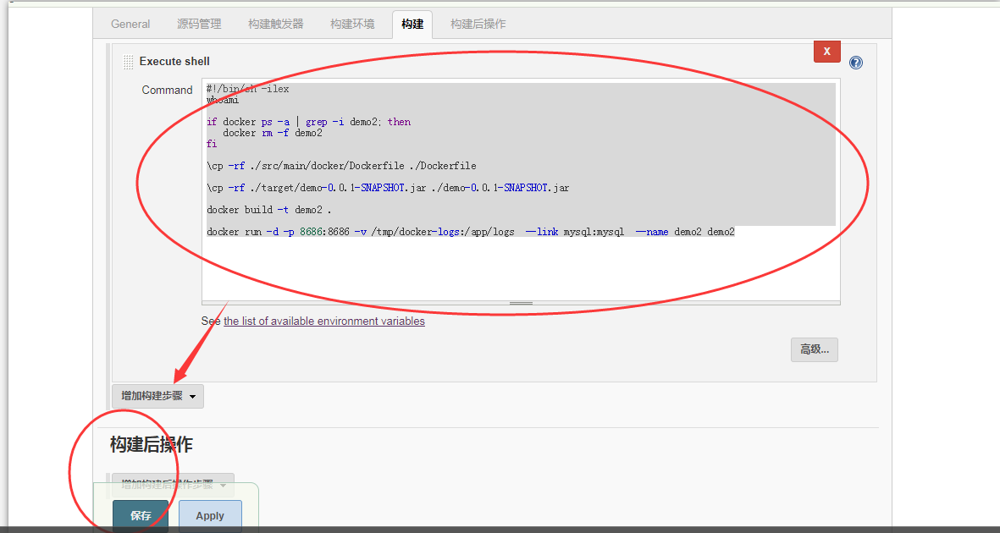 General 源码管理 构建触发器 构建环境 构建 构建后操作
Execute shell
X
?
Command
#!/bin/sh -ilex
whoami
if docker ps -a | grep -i demo2; then
docker rm -f demo2
fi
\cp -rf ./src/main/docker/Dockerfile ./Dockerfile
\cp -rf ./target/demo-0.0.1-SNAPSHOT.jar ./demo-0.0.1-SNAPSHOT.jar
docker build -t demo2 .
docker run -d -p 8686:8686 -v /tmp/docker-logs:/app/logs --link mysql:mysql --name demo2 demo2
See the list of available environment variables
高级...
增加构建步骤
构建后操作
增加构建后操作步骤
保存 Apply